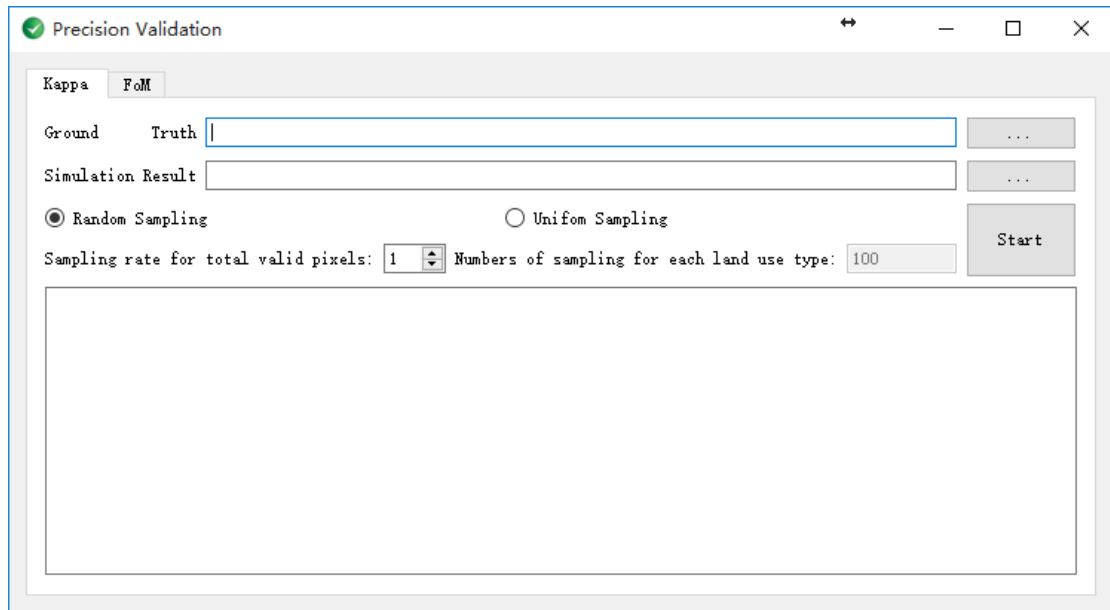 Precision Validation
Kappa FoM
Ground Truth ...
Simulation Result ...
Random Sampling Unifom Sampling
Start
Sampling rate for total valid pixels: 1 Numbers of sampling for each land use type: 100